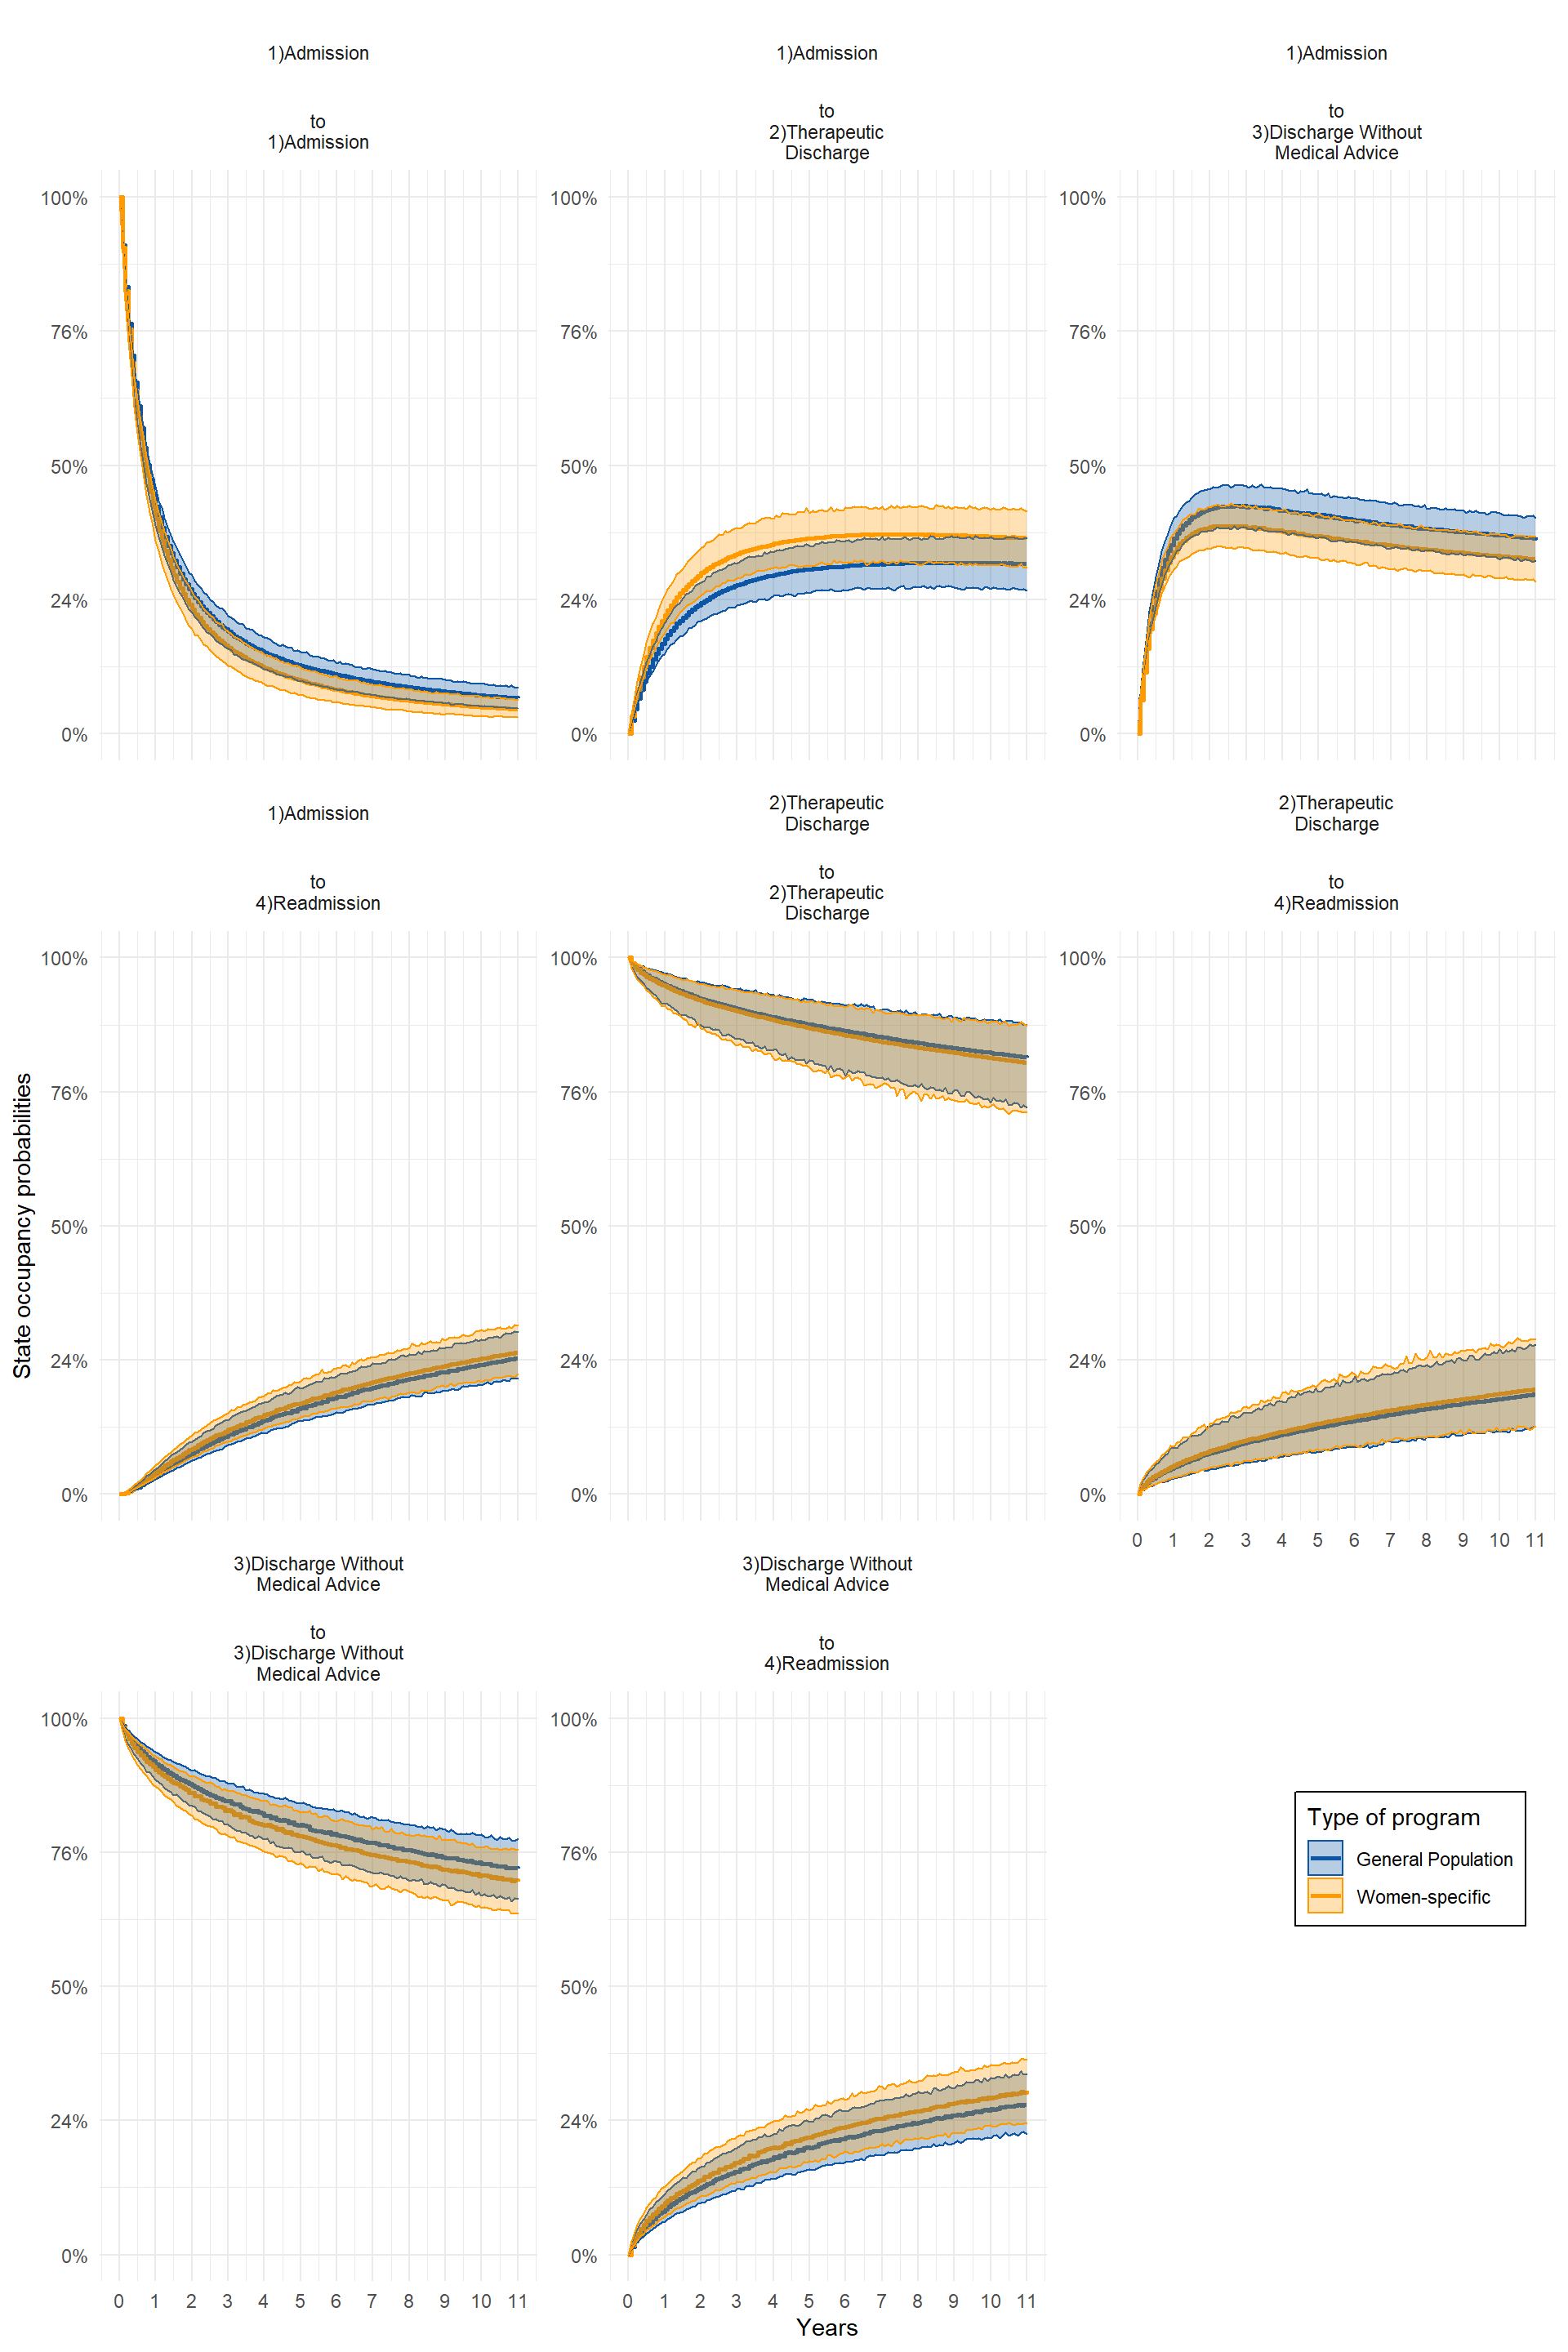 1)Admission
to
1)Admission
1)Admission
to
2)Therapeutic
Discharge
1)Admission
to
3)Discharge Without
Medical Advice
100%
76%
50%
24%
0%
100%
76%
50%
24%
0%
100%
76%
50%
24%
0%
1)Admission
to
4)Readmission
2)Therapeutic
Discharge
to
2)Therapeutic
Discharge
2)Therapeutic
Discharge
to
4)Readmission
State occupancy probabilities
100%
76%
50%
24%
0%
100%
76%
50%
24%
0%
100%
76%
50%
24%
0%
0 1 2 3 4 5 6 7 8 9 10 11
3)Discharge Without
Medical Advice
to
3)Discharge Without
Medical Advice
3)Discharge Without
Medical Advice
to
4)Readmission
100%
76%
50%
24%
0%
0 1 2 3 4 5 6 7 8 9 10 11
100%
76%
50%
24%
0%
0 1 2 3 4 5 6 7 8 9 10 11
Type of program
General Population
Women-specific
Years